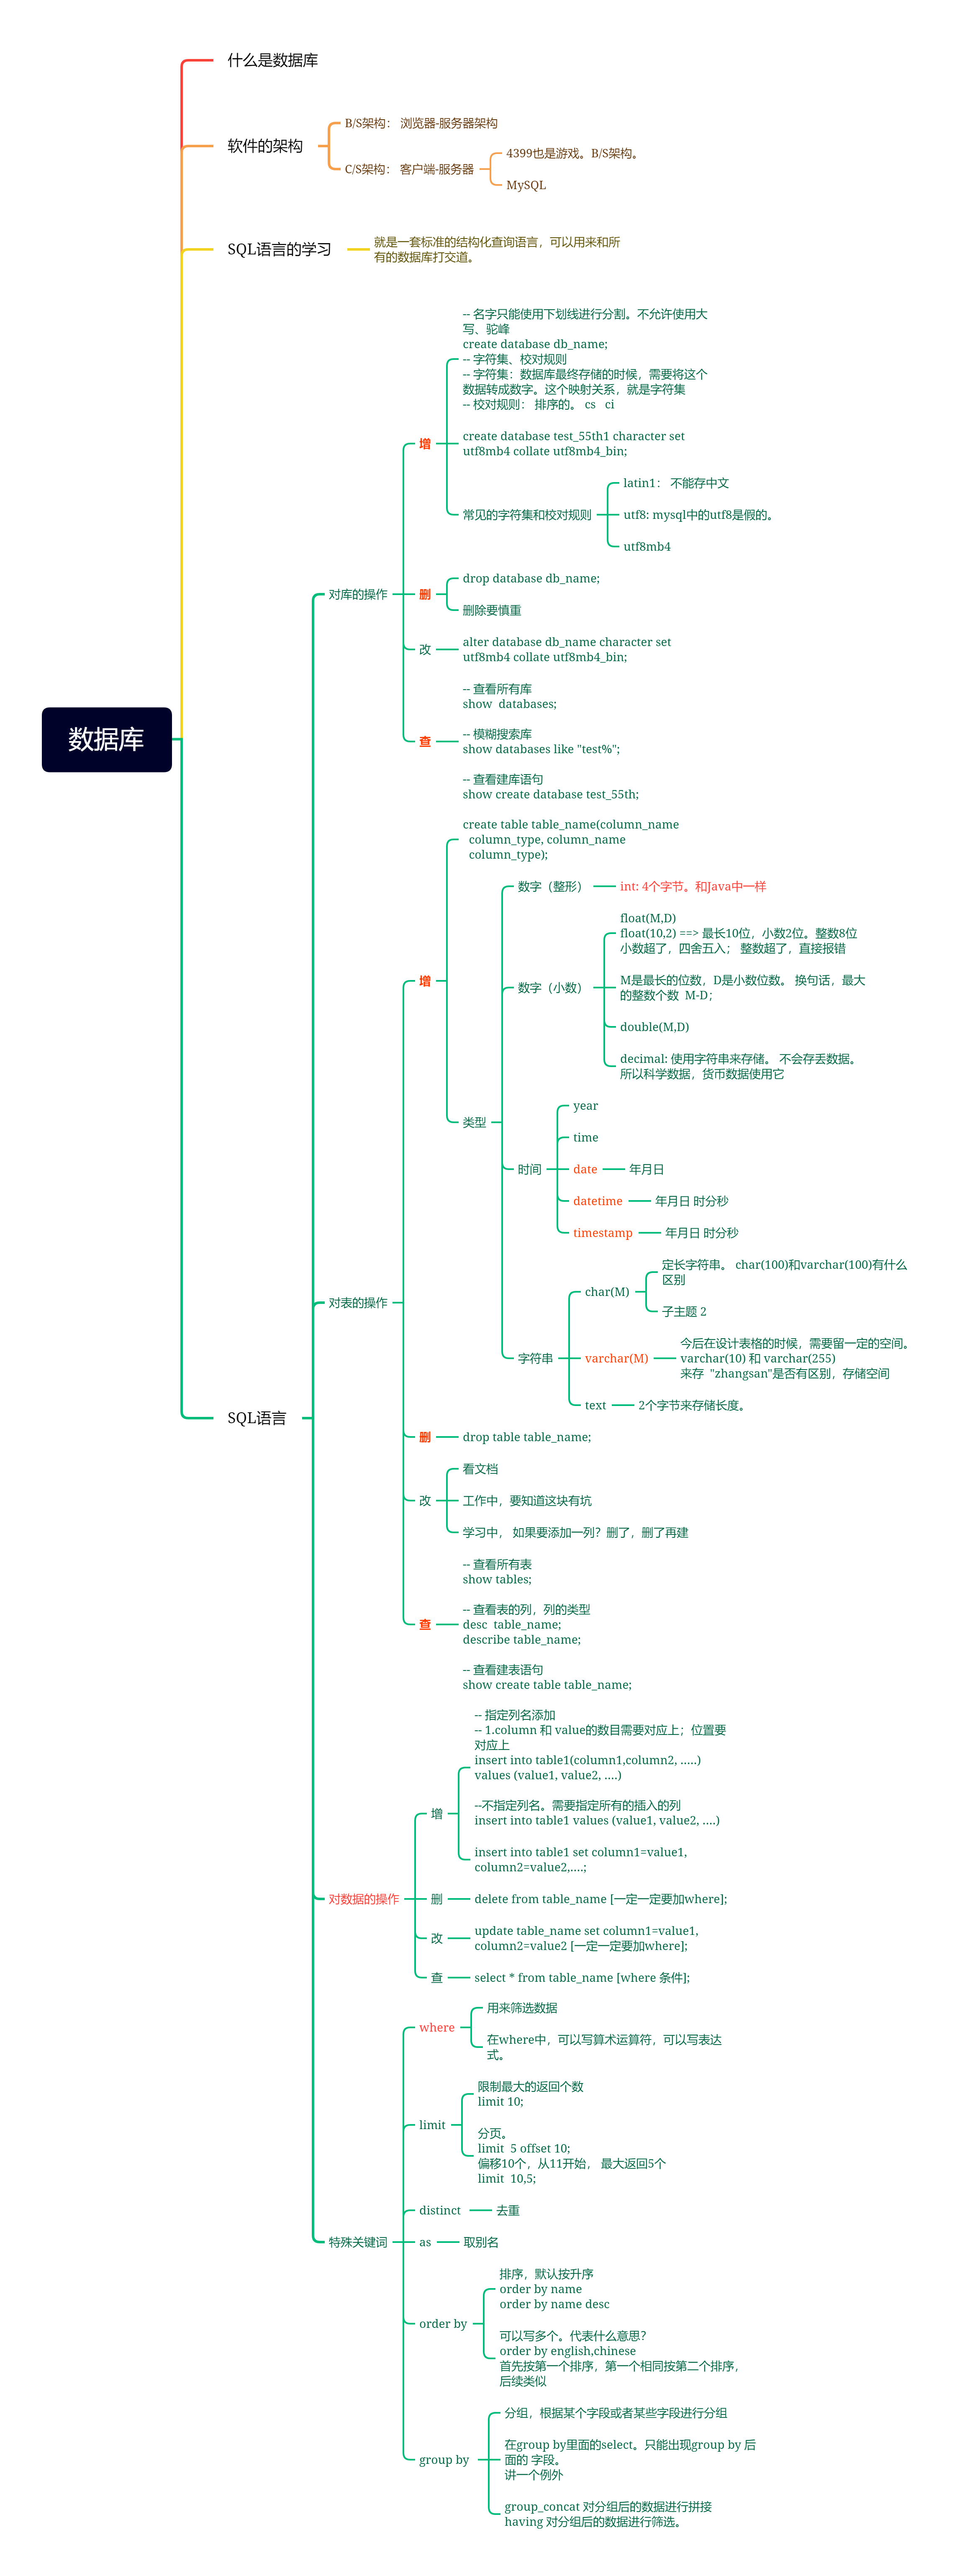 数据库
什么是数据库
软件的架构
B/S架构： 浏览器-服务器架构
C/S架构： 客户端-服务器
4399也是游戏。B/S架构。
MySQL
SQL语言的学习
就是一套标准的结构化查询语言，可以用来和所
有的数据库打交道。
SQL语言
对库的操作
增
-- 名字只能使用下划线进行分割。不允许使用大
写、驼峰
create database db_name;
-- 字符集、校对规则
-- 字符集：数据库最终存储的时候，需要将这个
数据转成数字。这个映射关系，就是字符集
-- 校对规则： 排序的。 cs   ci
create database test_55th1 character set
utf8mb4 collate utf8mb4_bin;
常见的字符集和校对规则
latin1： 不能存中文
utf8: mysql中的utf8是假的。
utf8mb4
删
drop database db_name;
删除要慎重
改
alter database db_name character set
utf8mb4 collate utf8mb4_bin;
查
-- 查看所有库
show  databases;
-- 模糊搜索库
show databases like "test%";
-- 查看建库语句
show create database test_55th;
对表的操作
增
create table table_name(column_name
column_type, column_name
column_type);
类型
数字（整形）
int: 4个字节。和Java中一样
数字（小数）
float(M,D)
float(10,2) ==> 最长10位，小数2位。整数8位
小数超了，四舍五入； 整数超了，直接报错
M是最长的位数，D是小数位数。 换句话，最大
的整数个数  M-D；
double(M,D)
decimal: 使用字符串来存储。 不会存丢数据。
所以科学数据，货币数据使用它
时间
year
time
date
年月日
datetime
年月日 时分秒
timestamp
年月日 时分秒
字符串
char(M)
定长字符串。 char(100)和varchar(100)有什么
区别
子主题 2
varchar(M)
今后在设计表格的时候，需要留一定的空间。
varchar(10) 和 varchar(255)
来存  "zhangsan"是否有区别，存储空间
text
2个字节来存储长度。
删
drop table table_name;
改
看文档
工作中，要知道这块有坑
学习中， 如果要添加一列？删了，删了再建
查
-- 查看所有表
show tables;
-- 查看表的列，列的类型
desc  table_name;
describe table_name;
-- 查看建表语句
show create table table_name;
对数据的操作
增
-- 指定列名添加
-- 1.column 和 value的数目需要对应上；位置要
对应上
insert into table1(column1,column2, .....)
values (value1, value2, ....)
--不指定列名。需要指定所有的插入的列
insert into table1 values (value1, value2, ....)
insert into table1 set column1=value1,
column2=value2,....;
删
delete from table_name [一定一定要加where];
改
update table_name set column1=value1,
column2=value2 [一定一定要加where];
查
select * from table_name [where 条件];
特殊关键词
where
用来筛选数据
在where中，可以写算术运算符，可以写表达
式。
limit
限制最大的返回个数
limit 10;
分页。
limit  5 offset 10;
偏移10个，从11开始， 最大返回5个
limit  10,5;
distinct
去重
as
取别名
order by
排序，默认按升序
order by name
order by name desc
可以写多个。代表什么意思？
order by english,chinese
首先按第一个排序，第一个相同按第二个排序，
后续类似
group by
分组，根据某个字段或者某些字段进行分组
在group by里面的select。只能出现group by 后
面的 字段。
讲一个例外
group_concat 对分组后的数据进行拼接
having 对分组后的数据进行筛选。